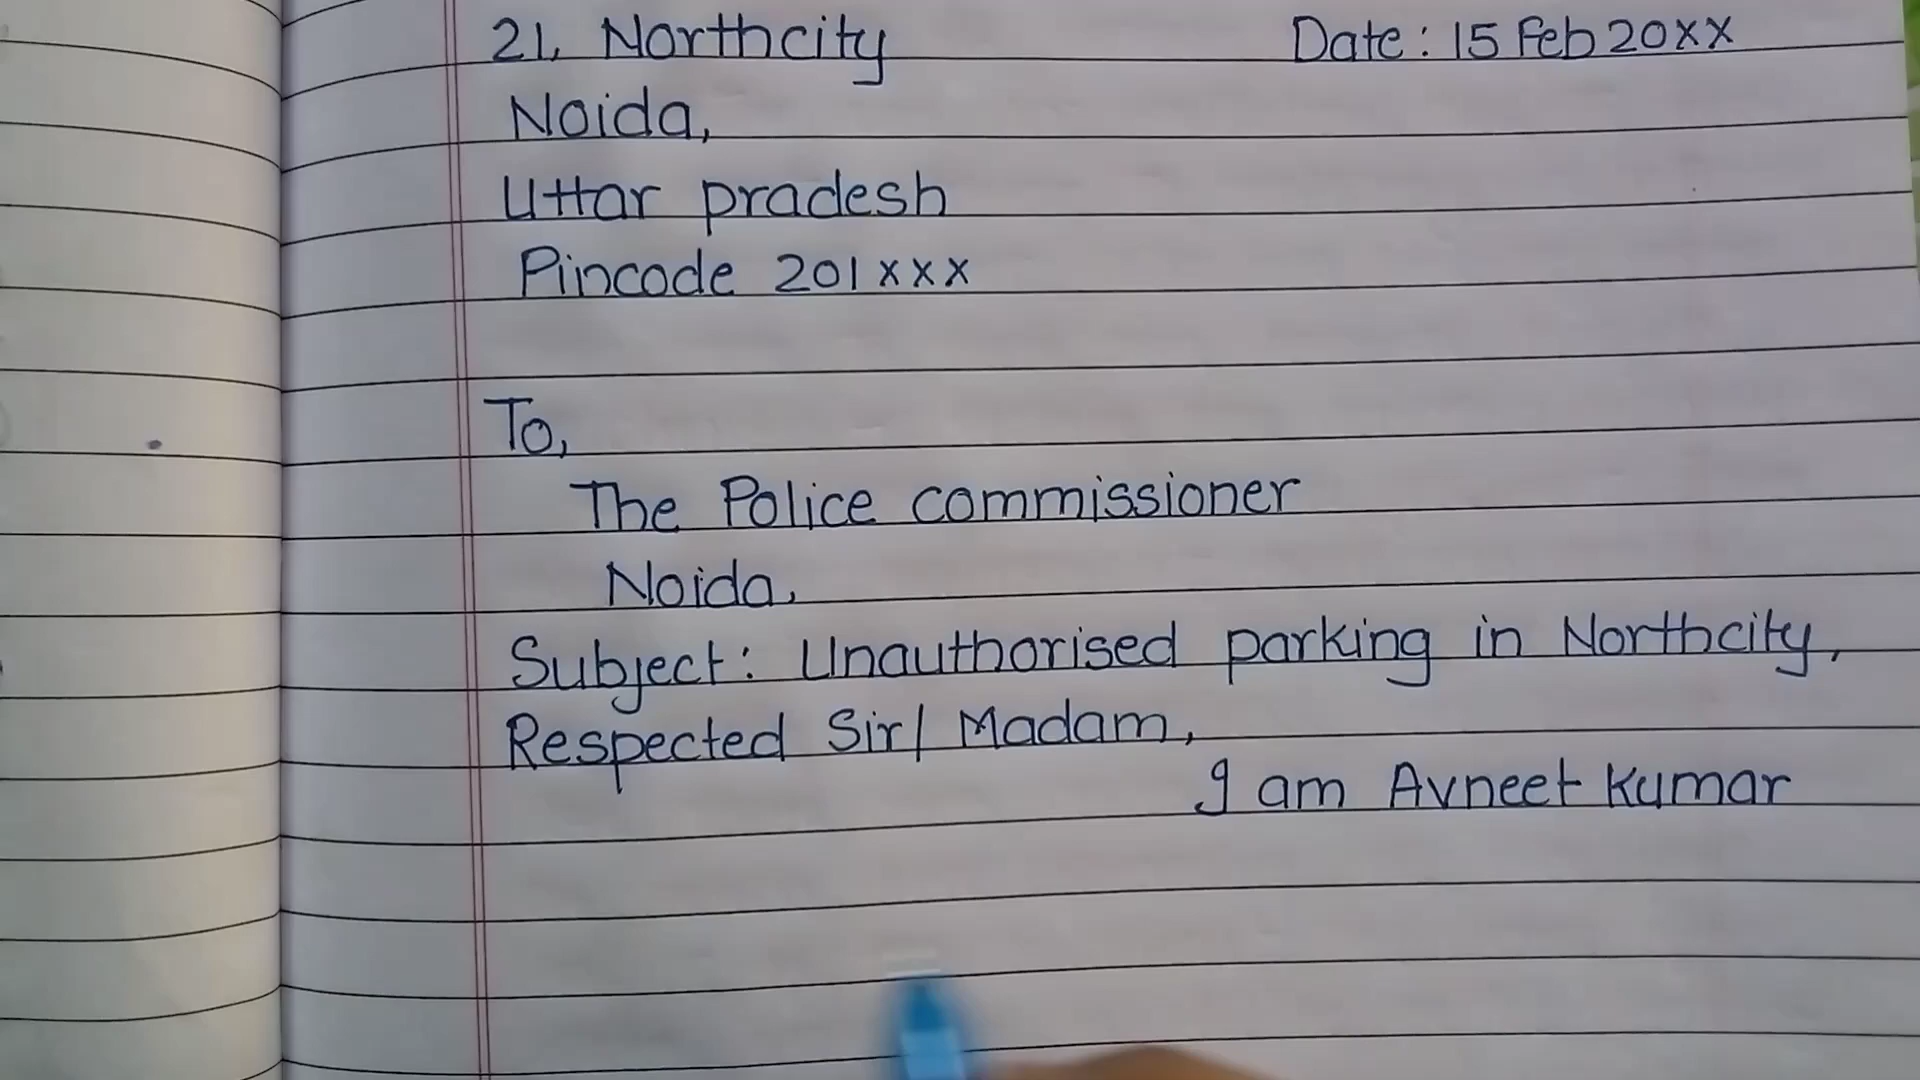 21, Northcity Date: 15 Feb 20xx
Noida,
Uttar pradesh
Pincode 201xxx
To,
The Police commissioner
Noida,
Subject: Unauthorised parking in Northcity,
Respected Sir/ Madam,
I am Avneet Kumar